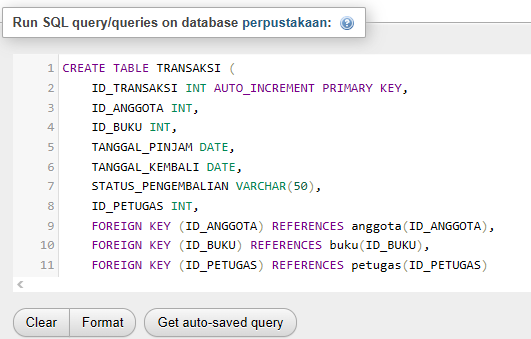 Run SQL query/queries on database perpustakaan:
1 CREATE TABLE TRANSAKSI (
2 ID_TRANSAKSI INT AUTO_INCREMENT PRIMARY KEY,
3 ID_ANGGOTA INT,
4 ID_BUKU INT,
5 TANGGAL_PINJAM DATE,
6 TANGGAL_KEMBALI DATE,
7 STATUS_PENGEMBALIAN VARCHAR(50),
8 ID_PETUGAS INT,
9 FOREIGN KEY (ID_ANGGOTA) REFERENCES anggota(ID_ANGGOTA),
10 FOREIGN KEY (ID_BUKU) REFERENCES buku(ID_BUKU),
11 FOREIGN KEY (ID_PETUGAS) REFERENCES petugas(ID_PETUGAS)
Clear Format Get auto-saved query